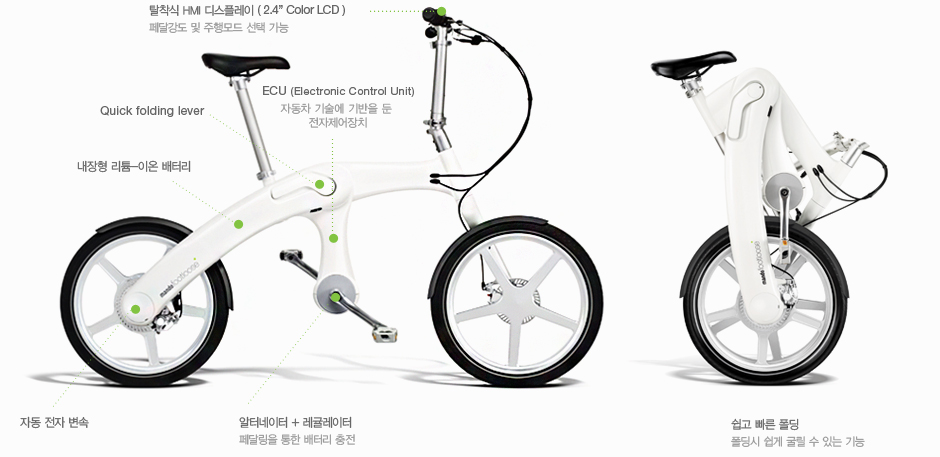 탈착식 HMI 디스플레이 ( 2.4" Color LCD )
페달강도 및 주행모드 선택 가능
ECU (Electronic Control Unit)
자동차 기술에 기반을 둔
전자제어장치
Quick folding lever
내장형 리튬-이온 배터리
mando footloose
mando footloose
자동 전자 변속
알터네이터 + 레귤레이터
페달링을 통한 배터리 충전
쉽고 빠른 폴딩
폴딩시 쉽게 굴릴 수 있는 기능